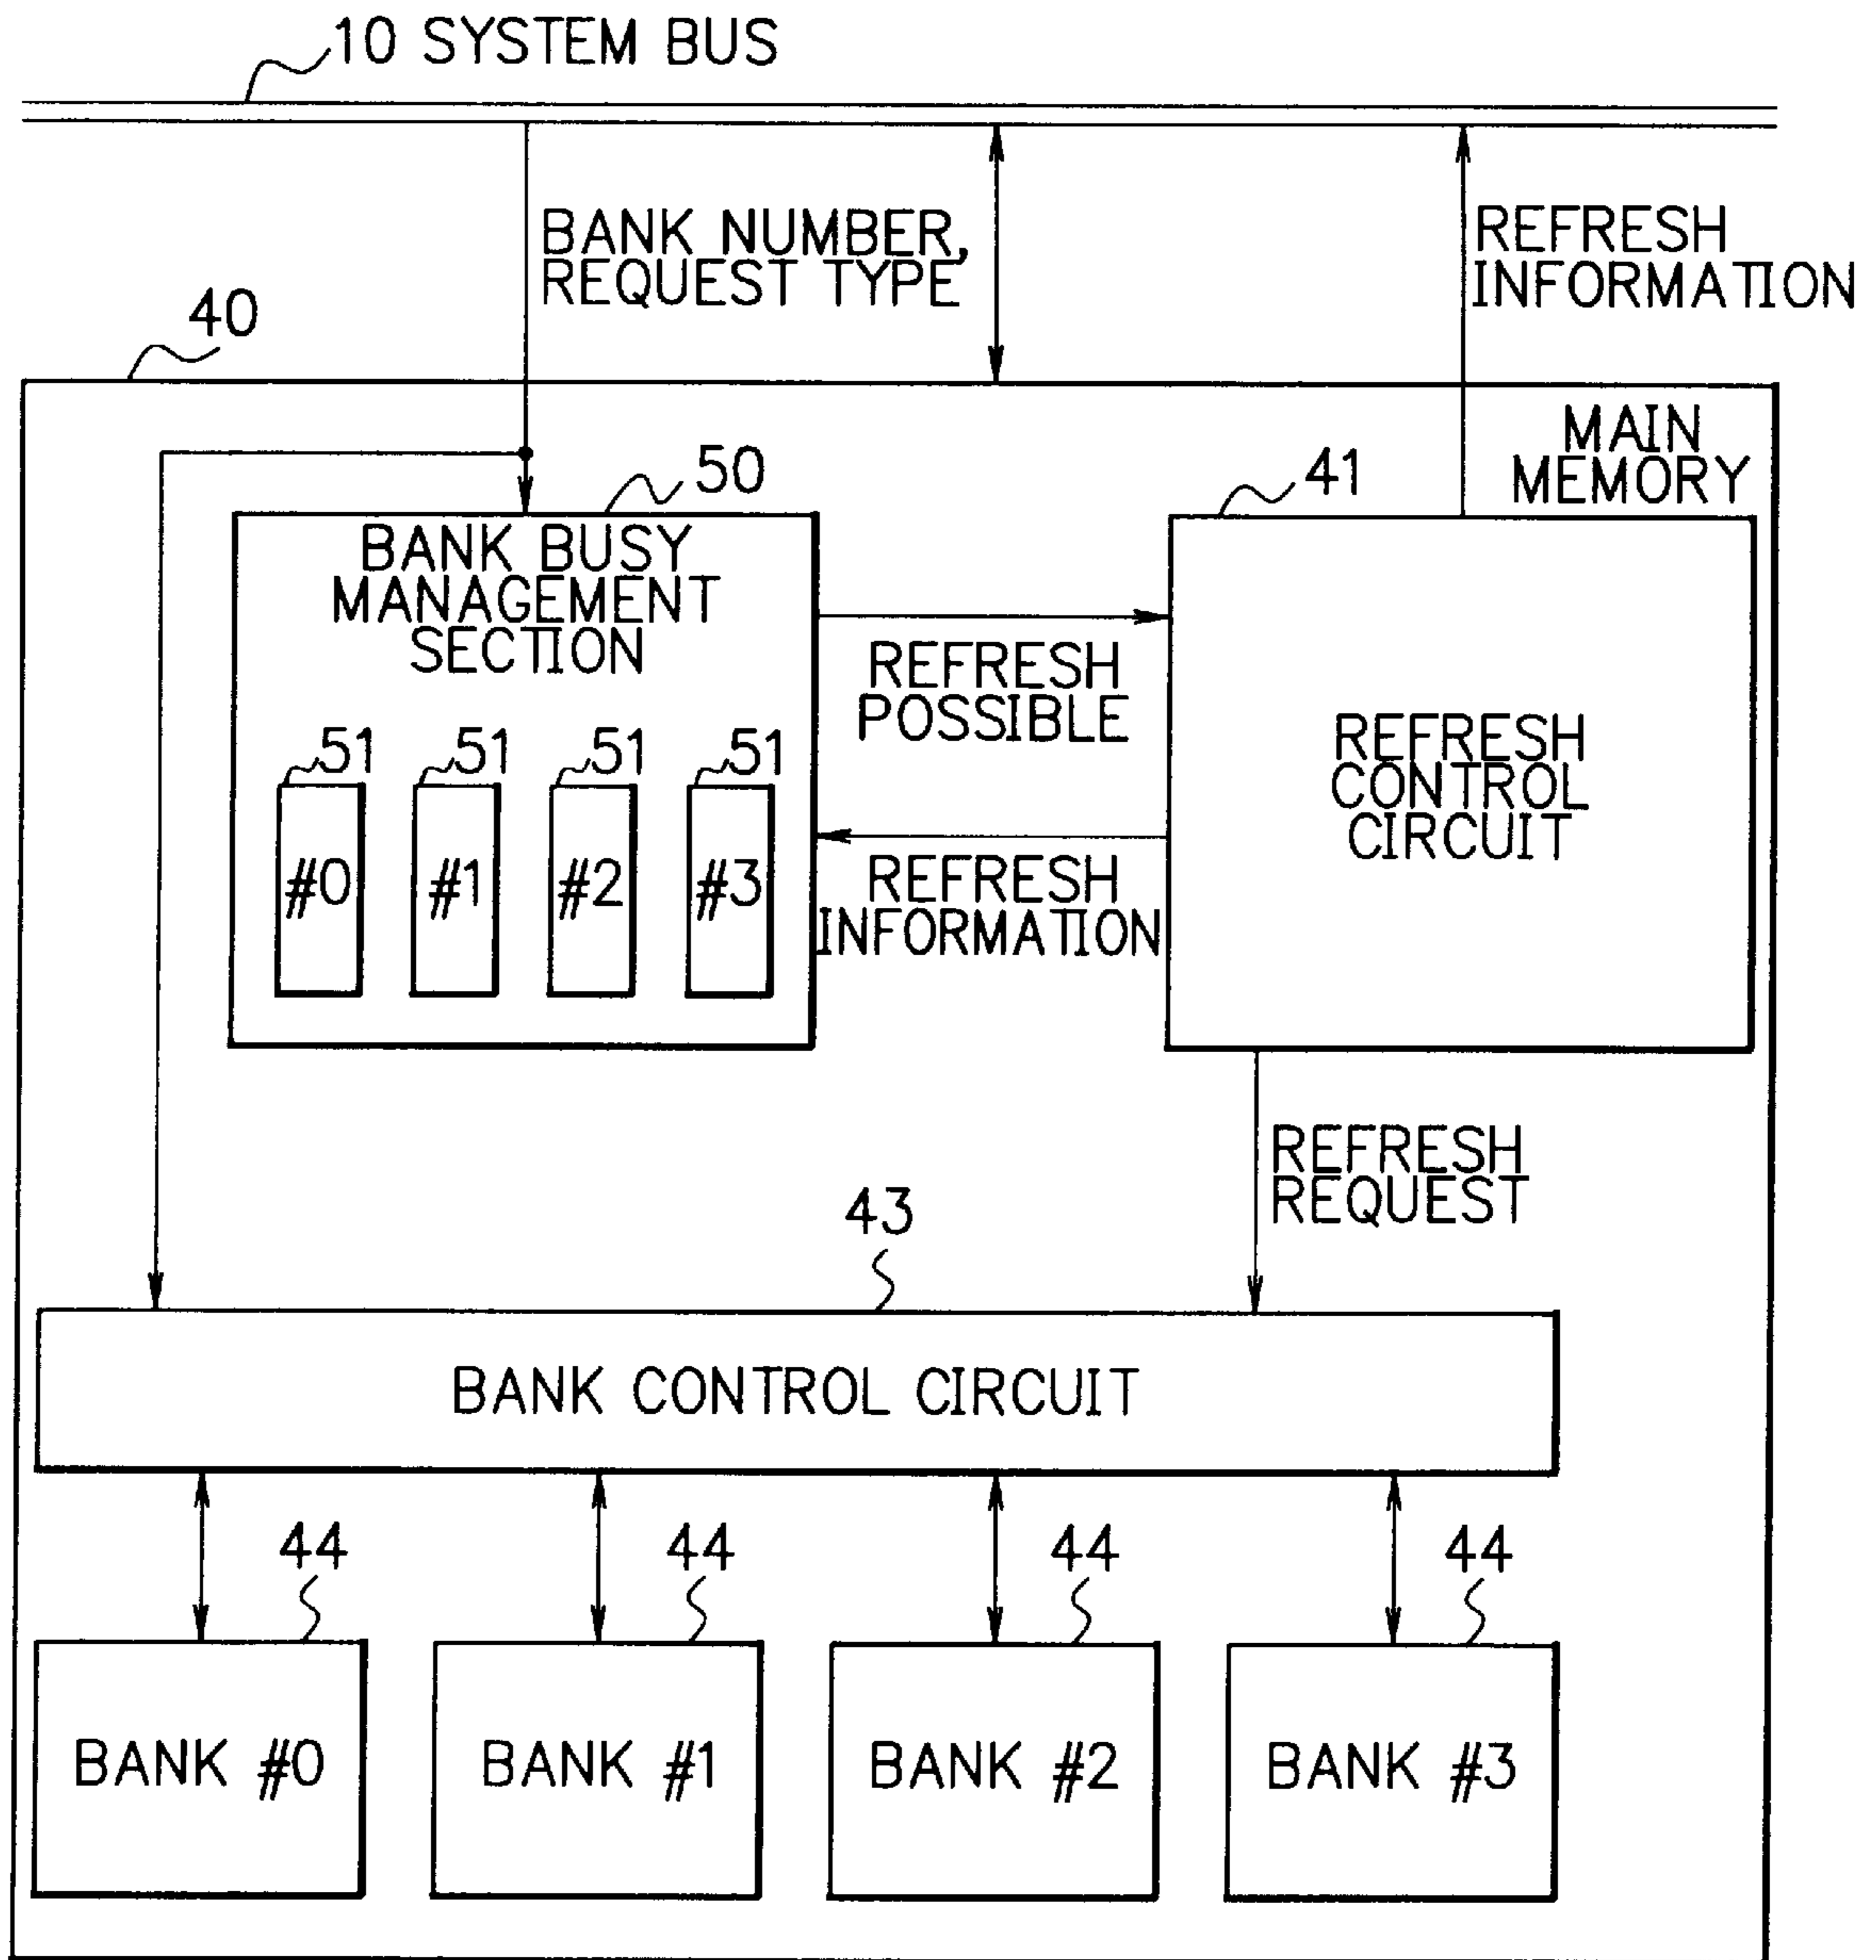 10 SYSTEM BUS
BANK NUMBER,
REQUEST TYPE
REFRESH
INFORMATION
40
MAIN
MEMORY
50
41
BANK BUSY
MANAGEMENT
SECTION
REFRESH
POSSIBLE
51 51 51 51
#0 #1 #2 #3
REFRESH
INFORMATION
REFRESH
CONTROL
CIRCUIT
REFRESH
REQUEST
43
BANK CONTROL CIRCUIT
44 44 44 44
BANK #0 BANK #1 BANK #2 BANK #3